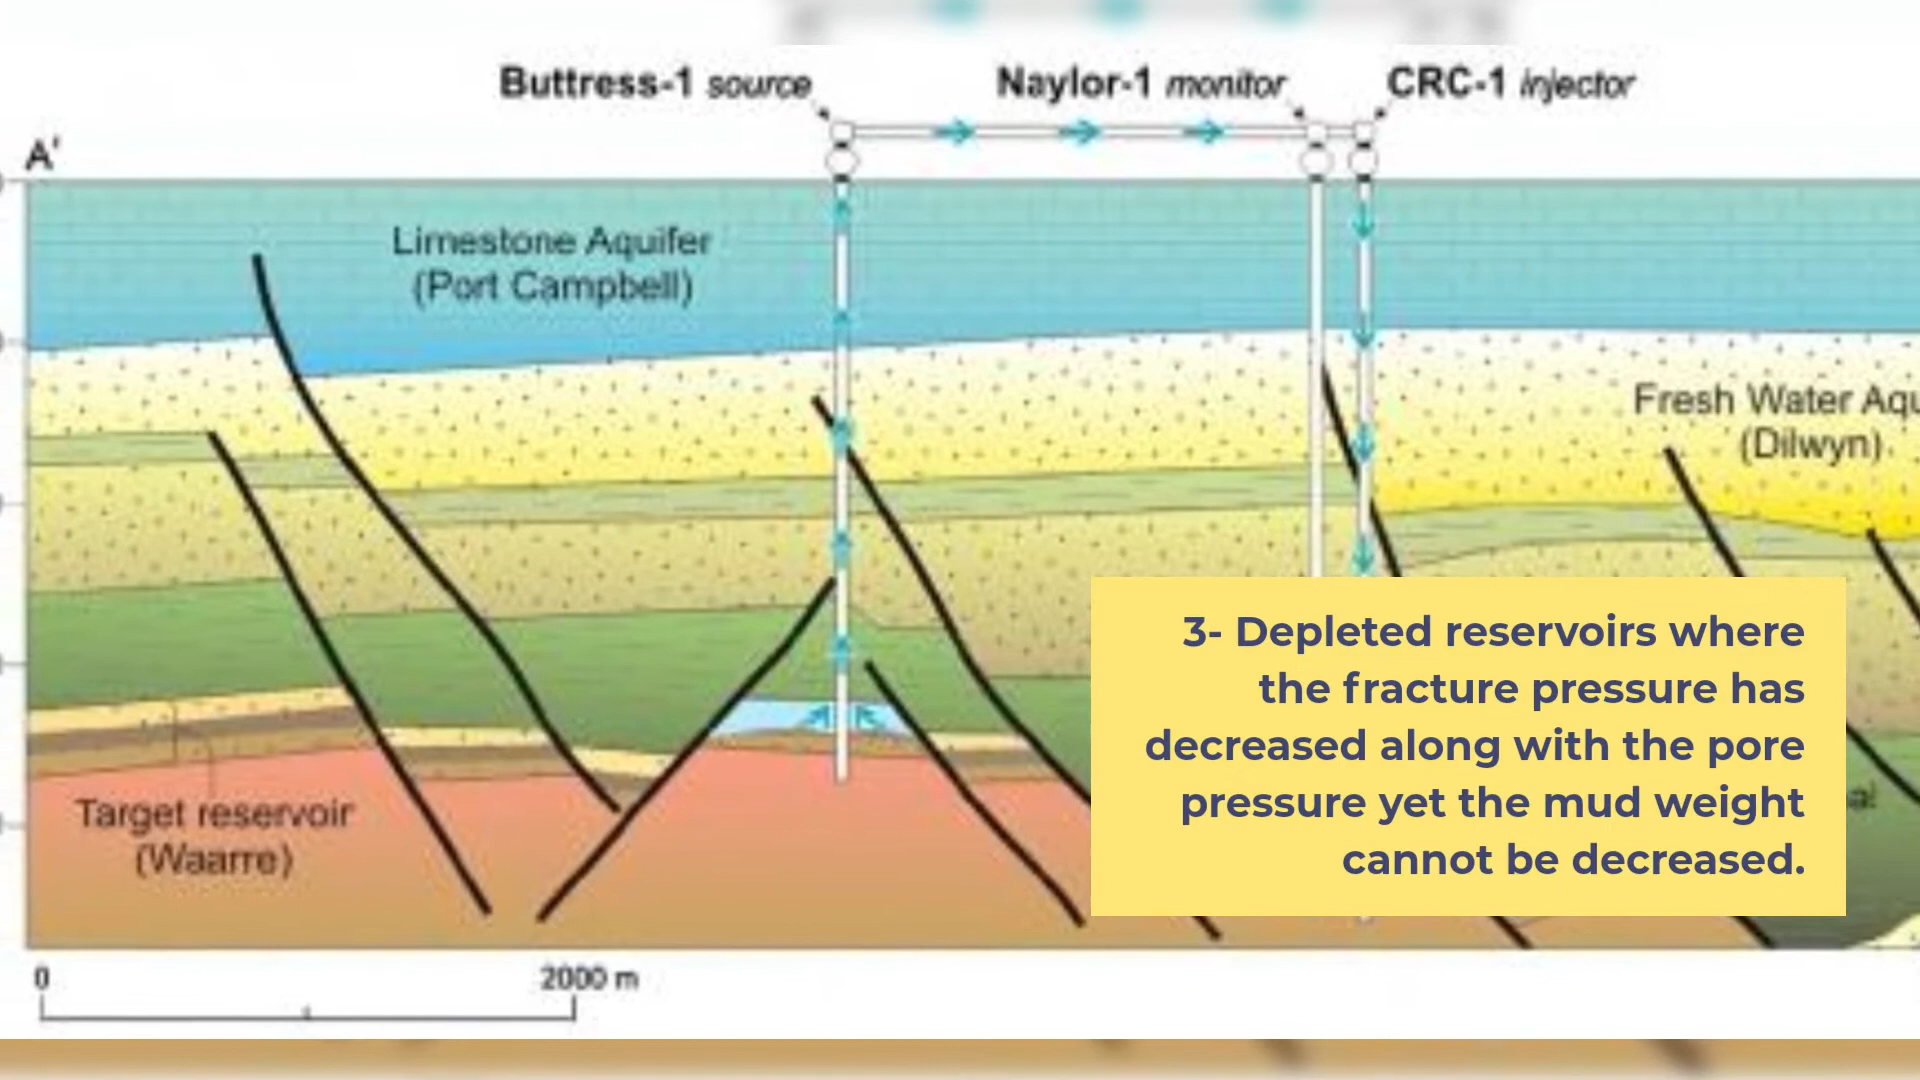 Buttress-1 source
Naylor-1 monitor
CRC-1 injector
A'
Limestone Aquifer
(Port Campbell)
Fresh Water
(Dilwyn)
3- Depleted reservoirs where
the fracture pressure has
decreased along with the pore
pressure yet the mud weight
cannot be decreased.
Target reservoir
(Waarre)
0
2000 m